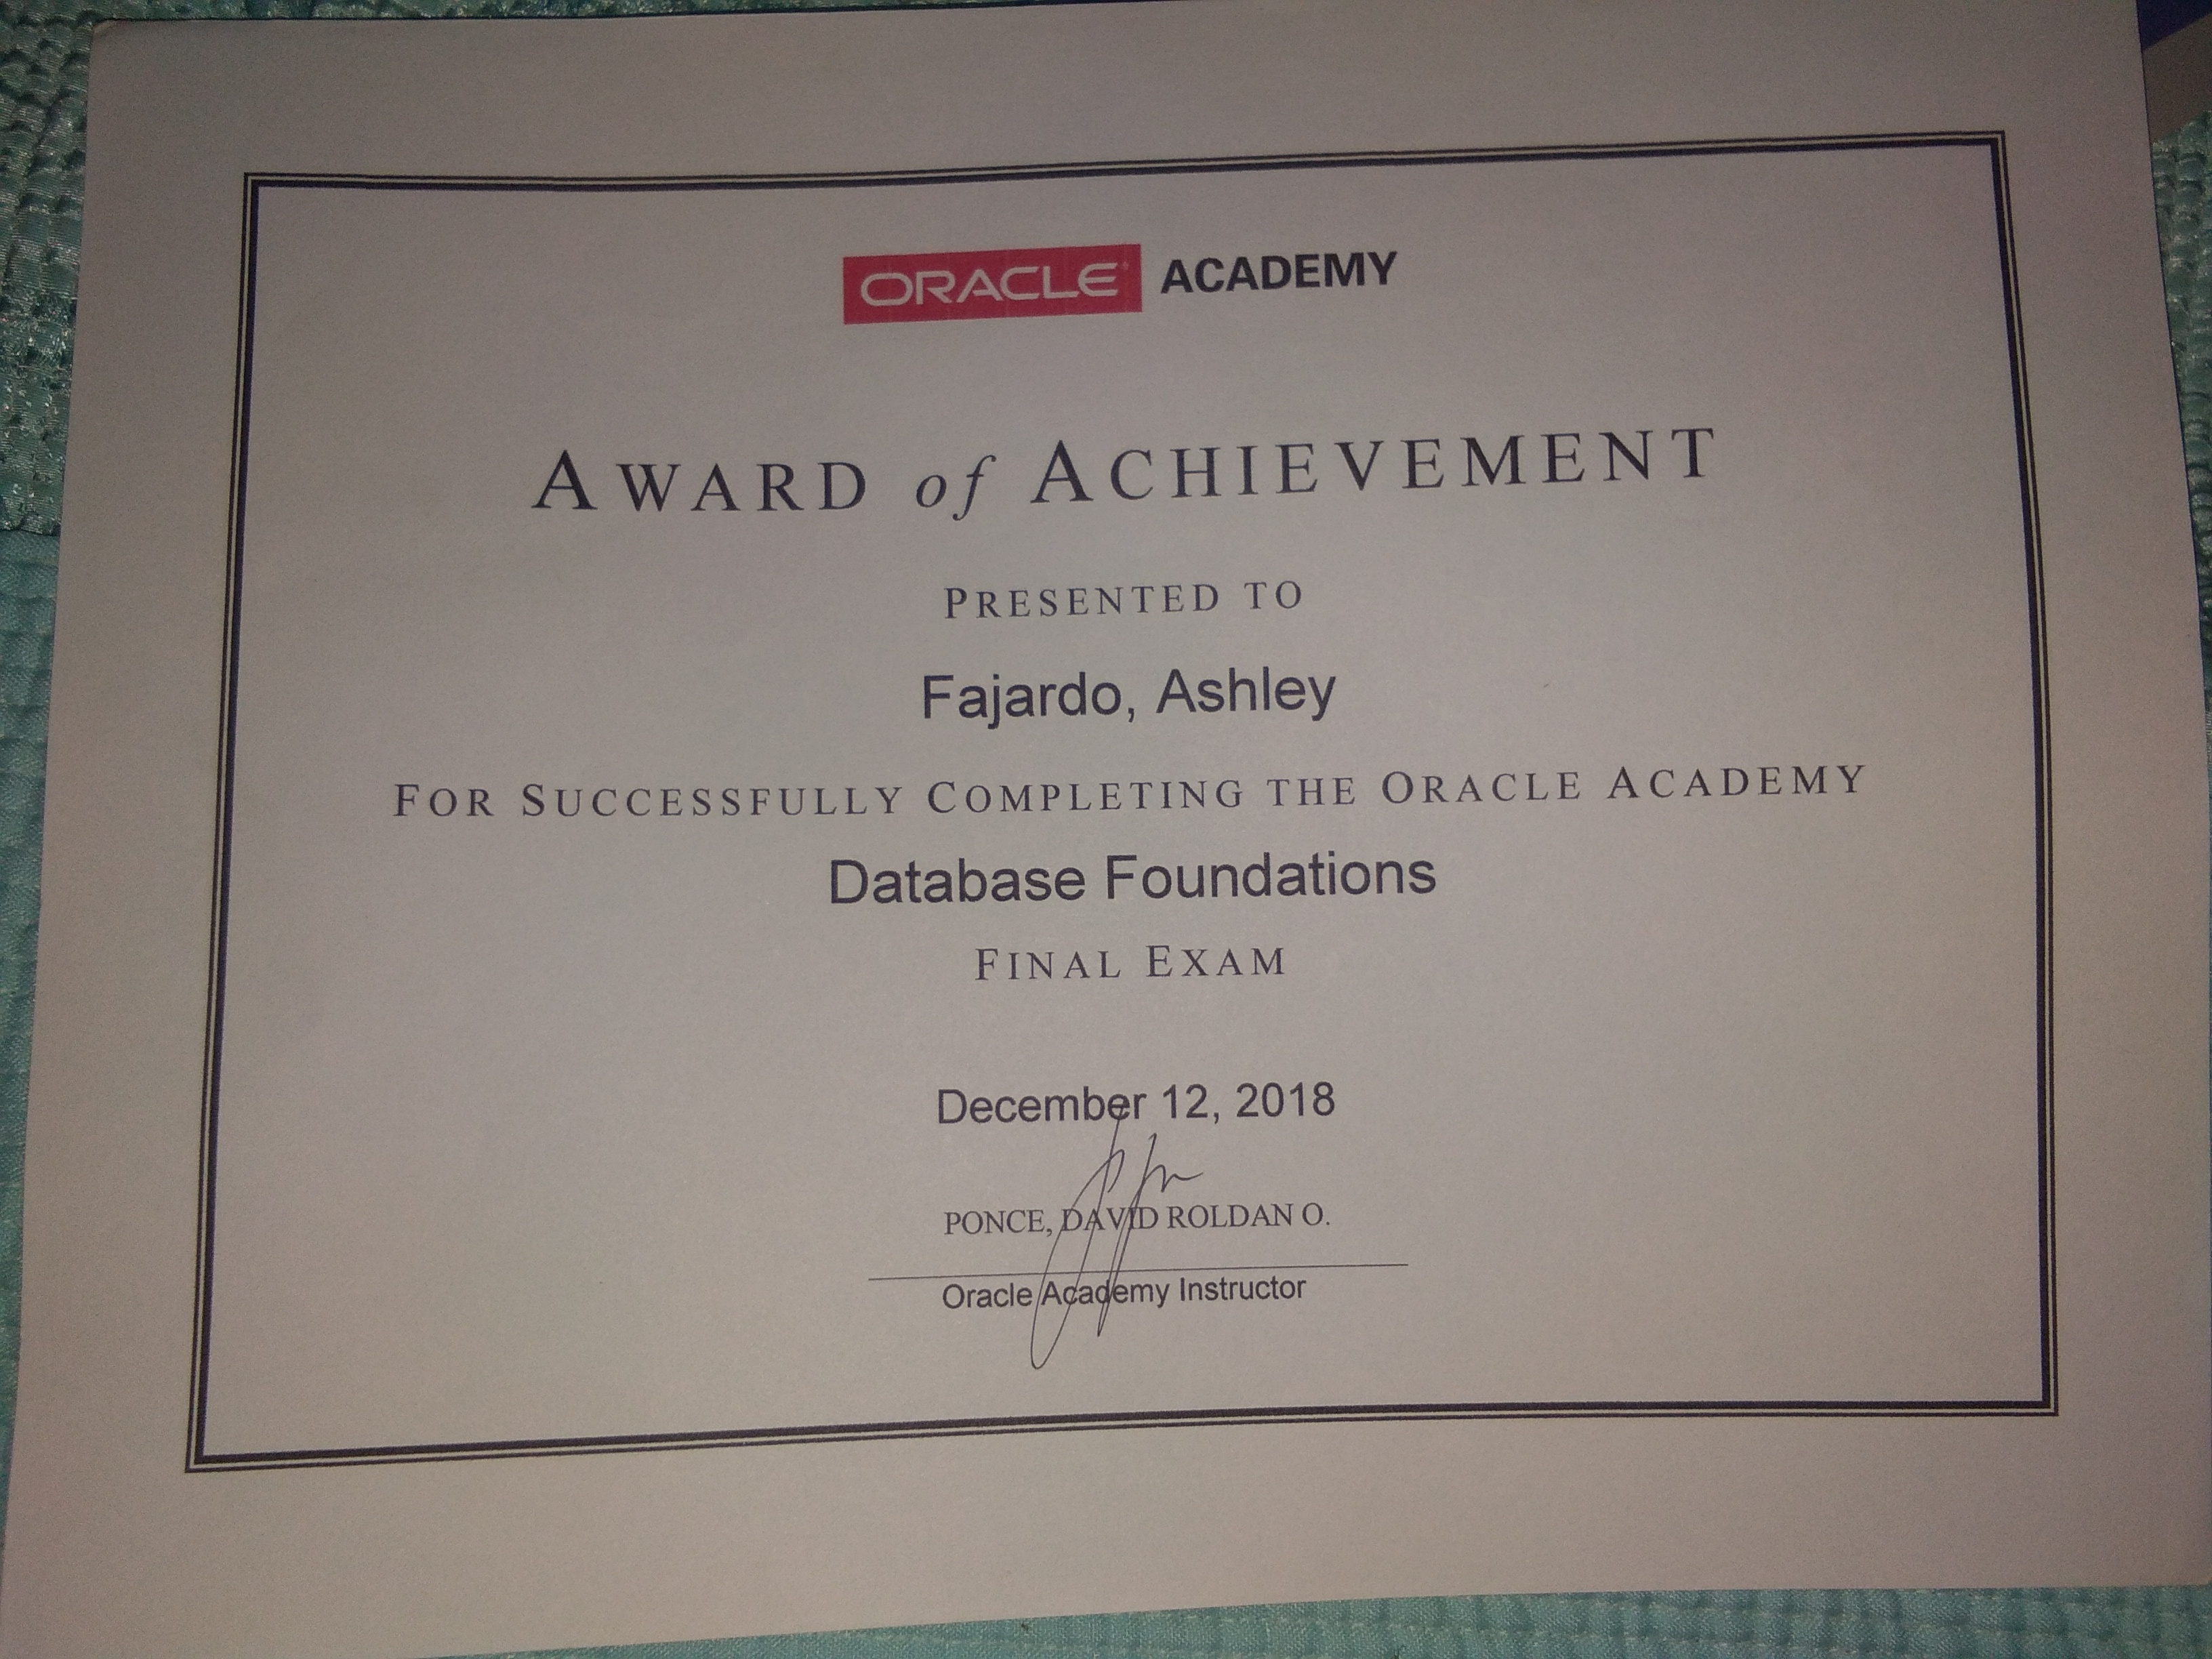 ORACLE ACADEMY
AWARD of ACHIEVEMENT
PRESENTED TO
Fajardo, Ashley
FOR SUCCESSFULLY COMPLETING THE ORACLE ACADEMY
Database Foundations
FINAL EXAM
December 12, 2018
PONCE, DAVID ROLDAN O.
Oracle Academy Instructor